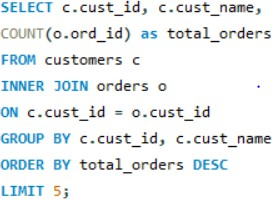 SELECT c.cust_id, c.cust_name,
COUNT(o.ord_id) as total_orders
FROM customers c
INNER JOIN orders o
ON c.cust_id = o.cust_id
GROUP BY c.cust_id, c.cust_name
ORDER BY total_orders DESC
LIMIT 5;